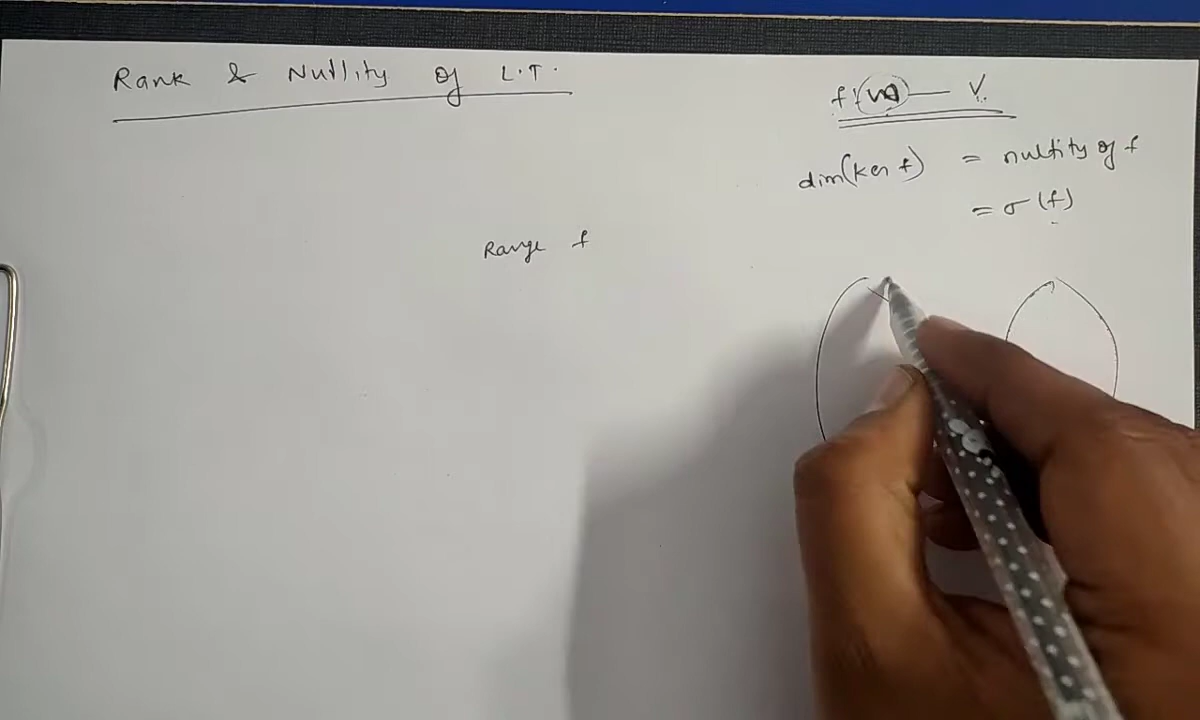 Rank & Nullity of L.T.
f: — V
dim(ker f) = nullity of f
= σ(f)
Range f